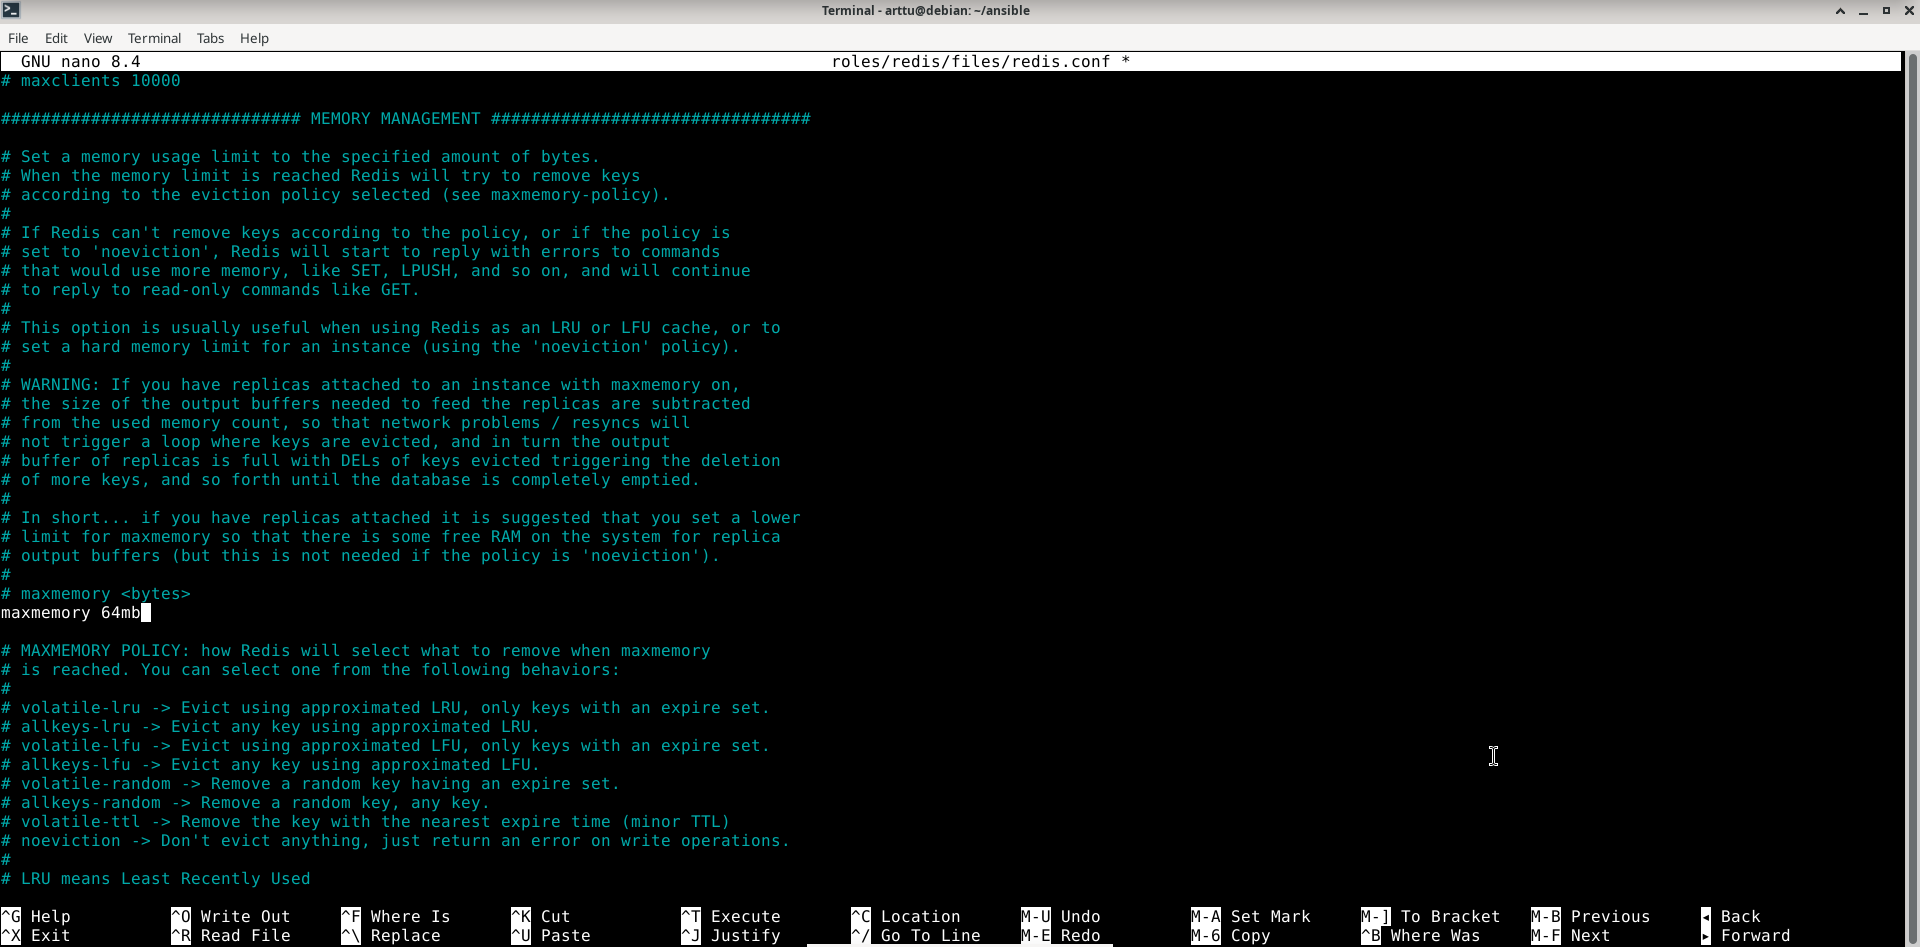 Terminal - arttu@debian: ~/ansible
File Edit View Terminal Tabs Help
GNU nano 8.4 roles/redis/files/redis.conf *
# maxclients 10000
############################## MEMORY MANAGEMENT ################################
# Set a memory usage limit to the specified amount of bytes.
# When the memory limit is reached Redis will try to remove keys
# according to the eviction policy selected (see maxmemory-policy).
#
# If Redis can't remove keys according to the policy, or if the policy is
# set to 'noeviction', Redis will start to reply with errors to commands
# that would use more memory, like SET, LPUSH, and so on, and will continue
# to reply to read-only commands like GET.
#
# This option is usually useful when using Redis as an LRU or LFU cache, or to
# set a hard memory limit for an instance (using the 'noeviction' policy).
#
# WARNING: If you have replicas attached to an instance with maxmemory on,
# the size of the output buffers needed to feed the replicas are subtracted
# from the used memory count, so that network problems / resyncs will
# not trigger a loop where keys are evicted, and in turn the output
# buffer of replicas is full with DELs of keys evicted triggering the deletion
# of more keys, and so forth until the database is completely emptied.
#
# In short... if you have replicas attached it is suggested that you set a lower
# limit for maxmemory so that there is some free RAM on the system for replica
# output buffers (but this is not needed if the policy is 'noeviction').
#
# maxmemory <bytes>
maxmemory 64mb
# MAXMEMORY POLICY: how Redis will select what to remove when maxmemory
# is reached. You can select one from the following behaviors:
#
# volatile-lru -> Evict using approximated LRU, only keys with an expire set.
# allkeys-lru -> Evict any key using approximated LRU.
# volatile-lfu -> Evict using approximated LFU, only keys with an expire set.
# allkeys-lfu -> Evict any key using approximated LFU.
# volatile-random -> Remove a random key having an expire set.
# allkeys-random -> Remove a random key, any key.
# volatile-ttl -> Remove the key with the nearest expire time (minor TTL)
# noeviction -> Don't evict anything, just return an error on write operations.
#
# LRU means Least Recently Used
^G Help ^O Write Out ^F Where Is ^K Cut ^T Execute ^C Location M-U Undo M-A Set Mark M-] To Bracket M-B Previous ◂ Back
^X Exit ^R Read File ^\ Replace ^U Paste ^J Justify ^/ Go To Line M-E Redo M-6 Copy ^B Where Was M-F Next ▸ Forward